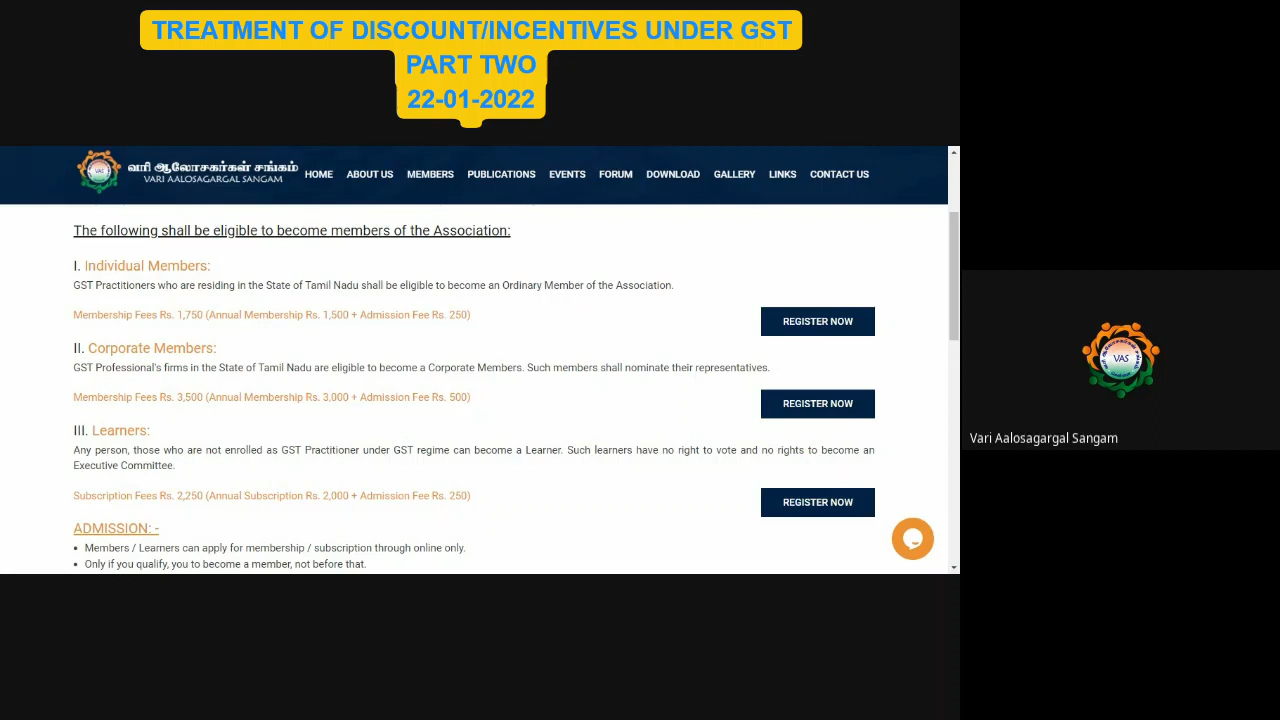 TREATMENT OF DISCOUNT/INCENTIVES UNDER GST
PART TWO
22-01-2022
வரி ஆலோசகர்கள் சங்கம்
VARI AALOSAGARGAL SANGAM
HOME ABOUT US MEMBERS PUBLICATIONS EVENTS FORUM DOWNLOAD GALLERY LINKS CONTACT US
The following shall be eligible to become members of the Association:
I. Individual Members:
GST Practitioners who are residing in the State of Tamil Nadu shall be eligible to become an Ordinary Member of the Association.
Membership Fees Rs. 1,750 (Annual Membership Rs. 1,500 + Admission Fee Rs. 250)
REGISTER NOW
II. Corporate Members:
GST Professional's firms in the State of Tamil Nadu are eligible to become a Corporate Members. Such members shall nominate their representatives.
Membership Fees Rs. 3,500 (Annual Membership Rs. 3,000 + Admission Fee Rs. 500)
REGISTER NOW
III. Learners:
Any person, those who are not enrolled as GST Practitioner under GST regime can become a Learner. Such learners have no right to vote and no rights to become an
Executive Committee.
Subscription Fees Rs. 2,250 (Annual Subscription Rs. 2,000 + Admission Fee Rs. 250)
REGISTER NOW
ADMISSION: -
• Members / Learners can apply for membership / subscription through online only.
• Only if you qualify, you to become a member, not before that.
VAS
Vari Aalosagargal Sangam